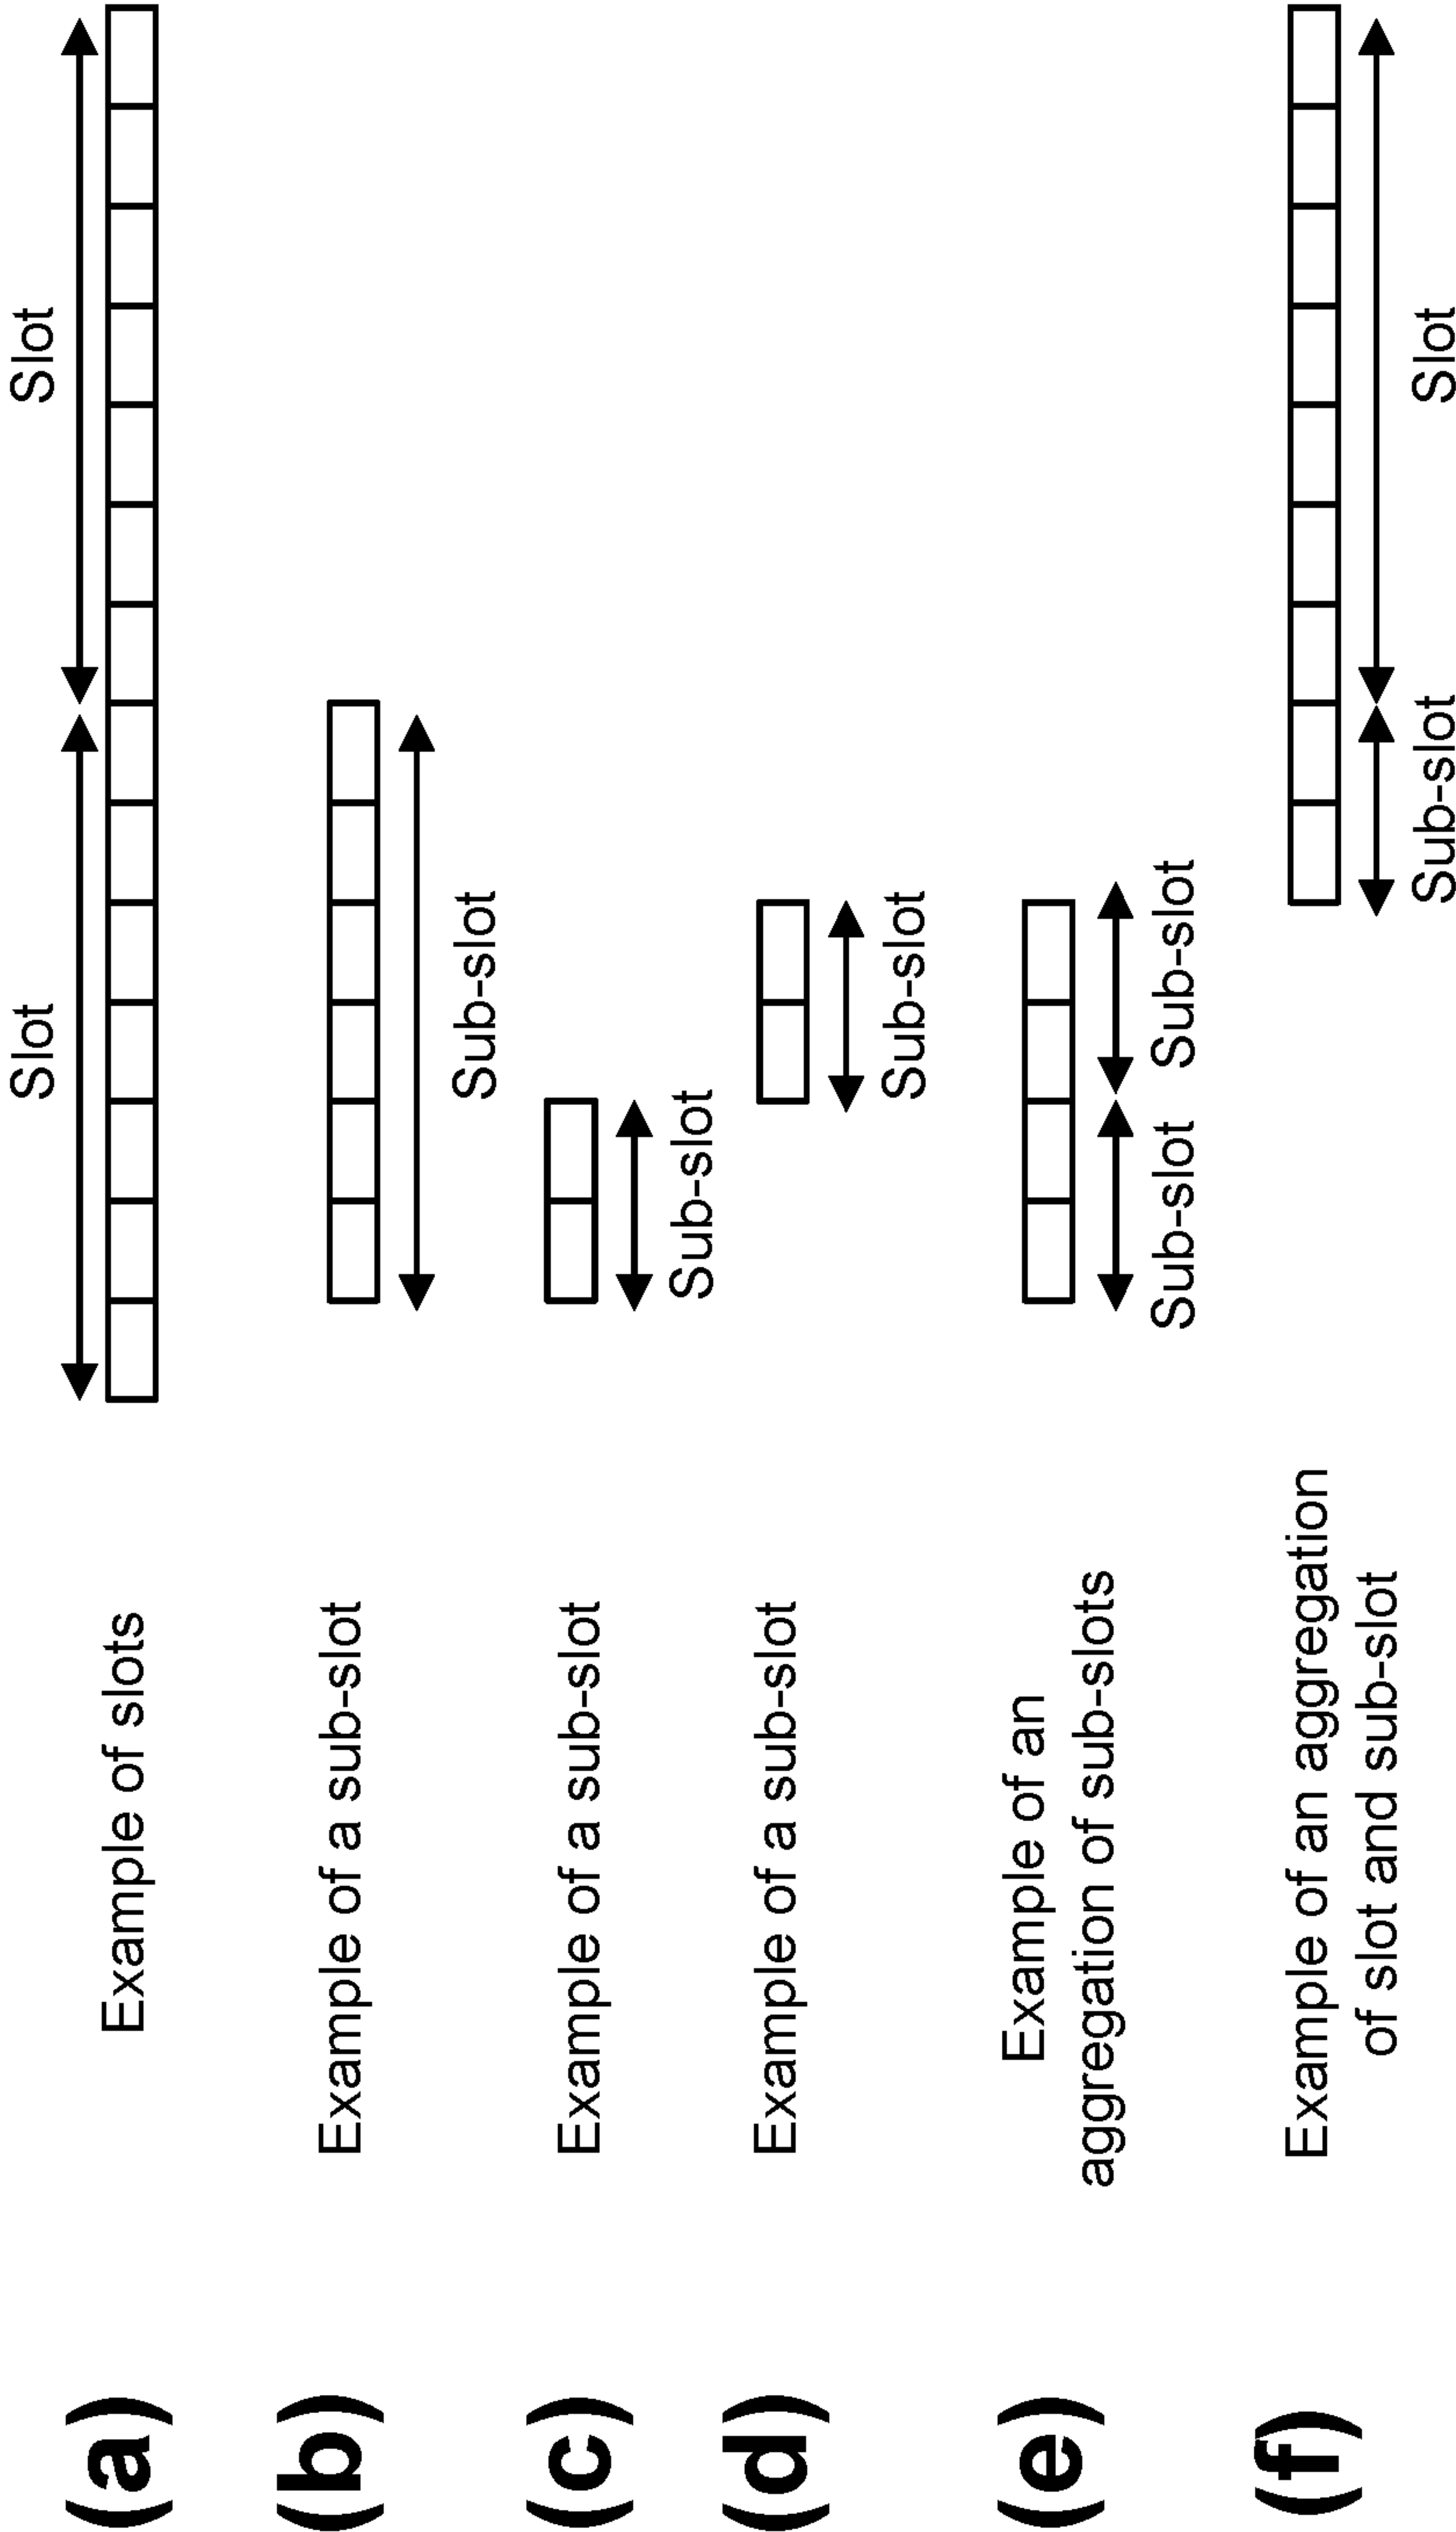 (a)
Example of slots
Slot
Slot
(b)
Example of a sub-slot
Sub-slot
(c)
Example of a sub-slot
Sub-slot
(d)
Example of a sub-slot
Sub-slot
(e)
Example of an
aggregation of sub-slots
Sub-slot
Sub-slot
(f)
Example of an aggregation
of slot and sub-slot
Sub-slot
Slot